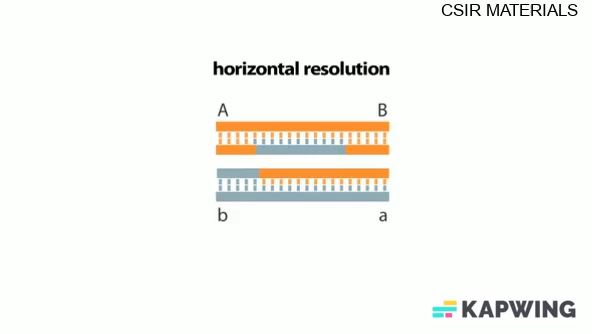 CSIR MATERIALS
horizontal resolution
A B
b a
KAPWING